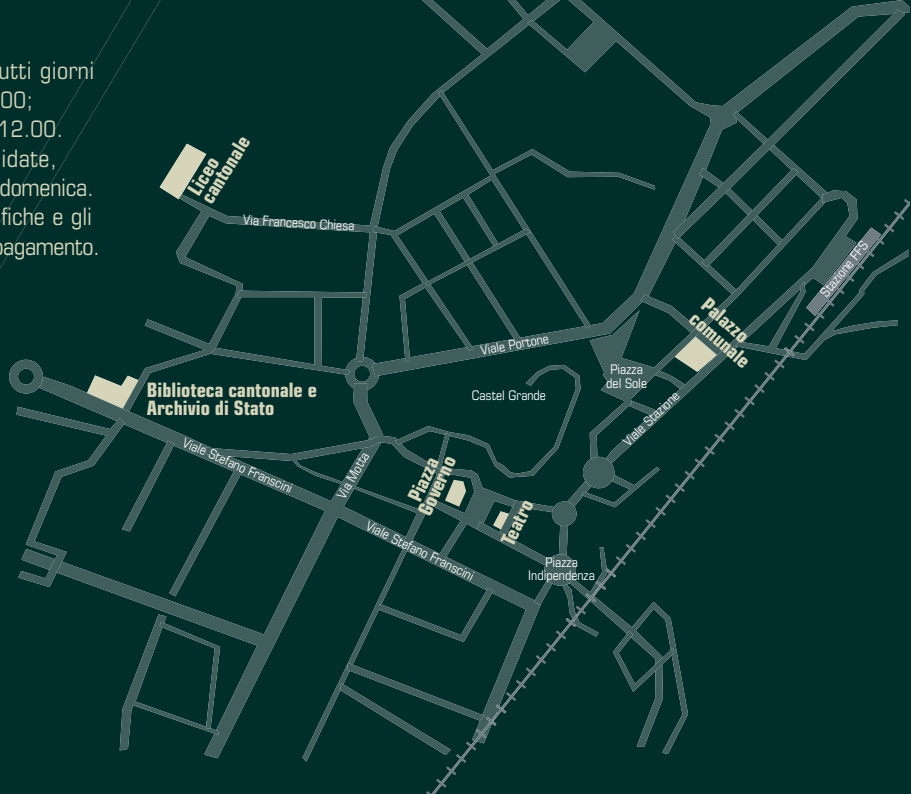 utti giorni
00;
12.00.
idate,
domenica.
fiche e gli
pagamento.
Liceo
cantonale
Via Francesco Chiesa
Stazione FFS
Palazzo
comunale
Viale Portone
Piazza
del Sole
Castel Grande
Biblioteca cantonale e
Archivio di Stato
Viale Stazione
Viale Stefano Franscini
Via Motta
Piazza
Governo
Teatro
Viale Stefano Franscini
Piazza
Indipendenza